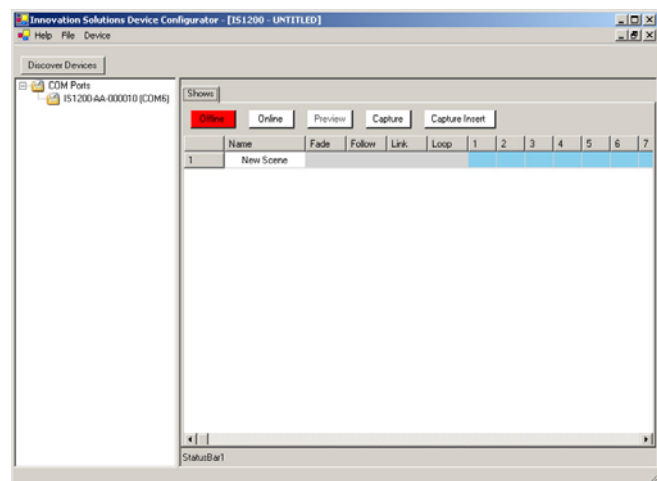 Innovation Solutions Device Configurator - [IS1200 - UNTITLED]
Help File Device
Discover Devices
COM Ports
IS1200-AA-000010 [COM6]
Shows
Offline Online Preview Capture Capture Insert
Name Fade Follow Link Loop 1 2 3 4 5 6 7
1 New Scene
StatusBar1